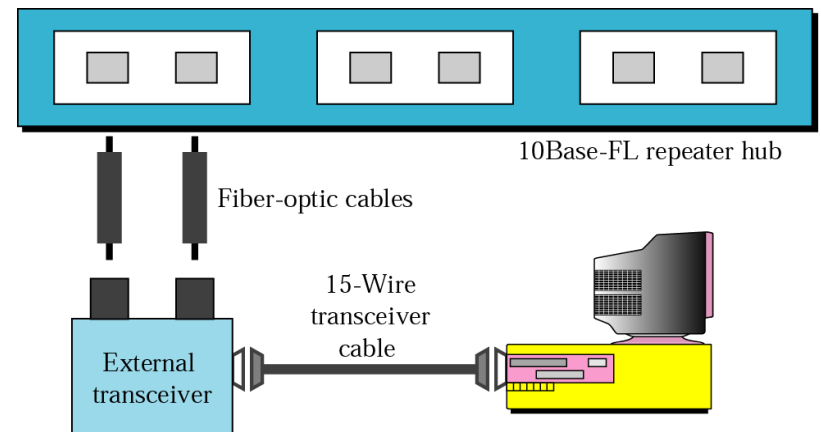 10Base-FL repeater hub
Fiber-optic cables
15-Wire
transceiver
cable
External
transceiver